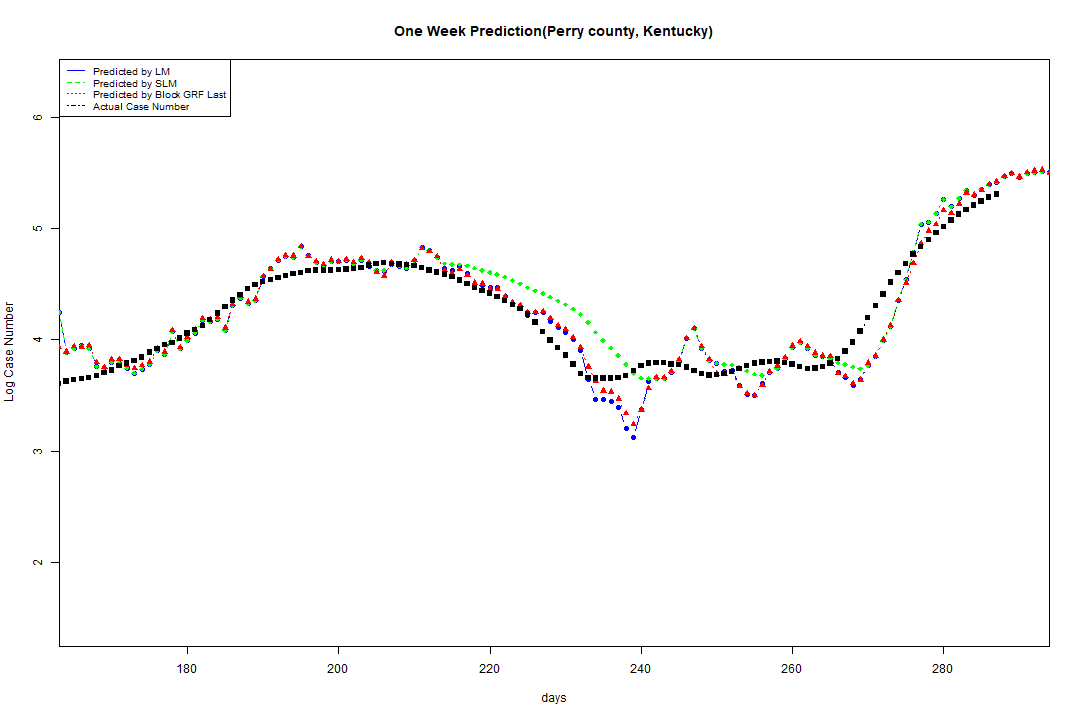 One Week Prediction(Perry county, Kentucky)
Predicted by LM
Predicted by SLM
Predicted by Block GRF Last
Actual Case Number
6
5
4
3
2
Log Case Number
180 200 220 240 260 280
days